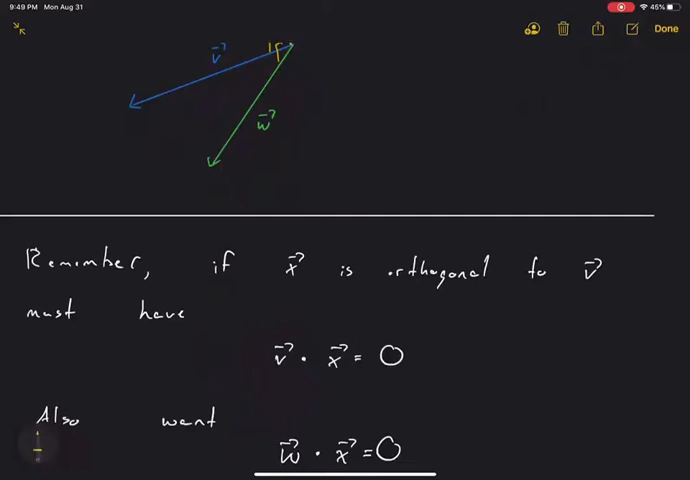 9:49 PM Mon Aug 31
45%
Done
v⃗
w⃗
Remember, if x⃗ is orthogonal to v⃗
must have
v⃗ · x⃗ = 0
Also want
w⃗ · x⃗ = 0